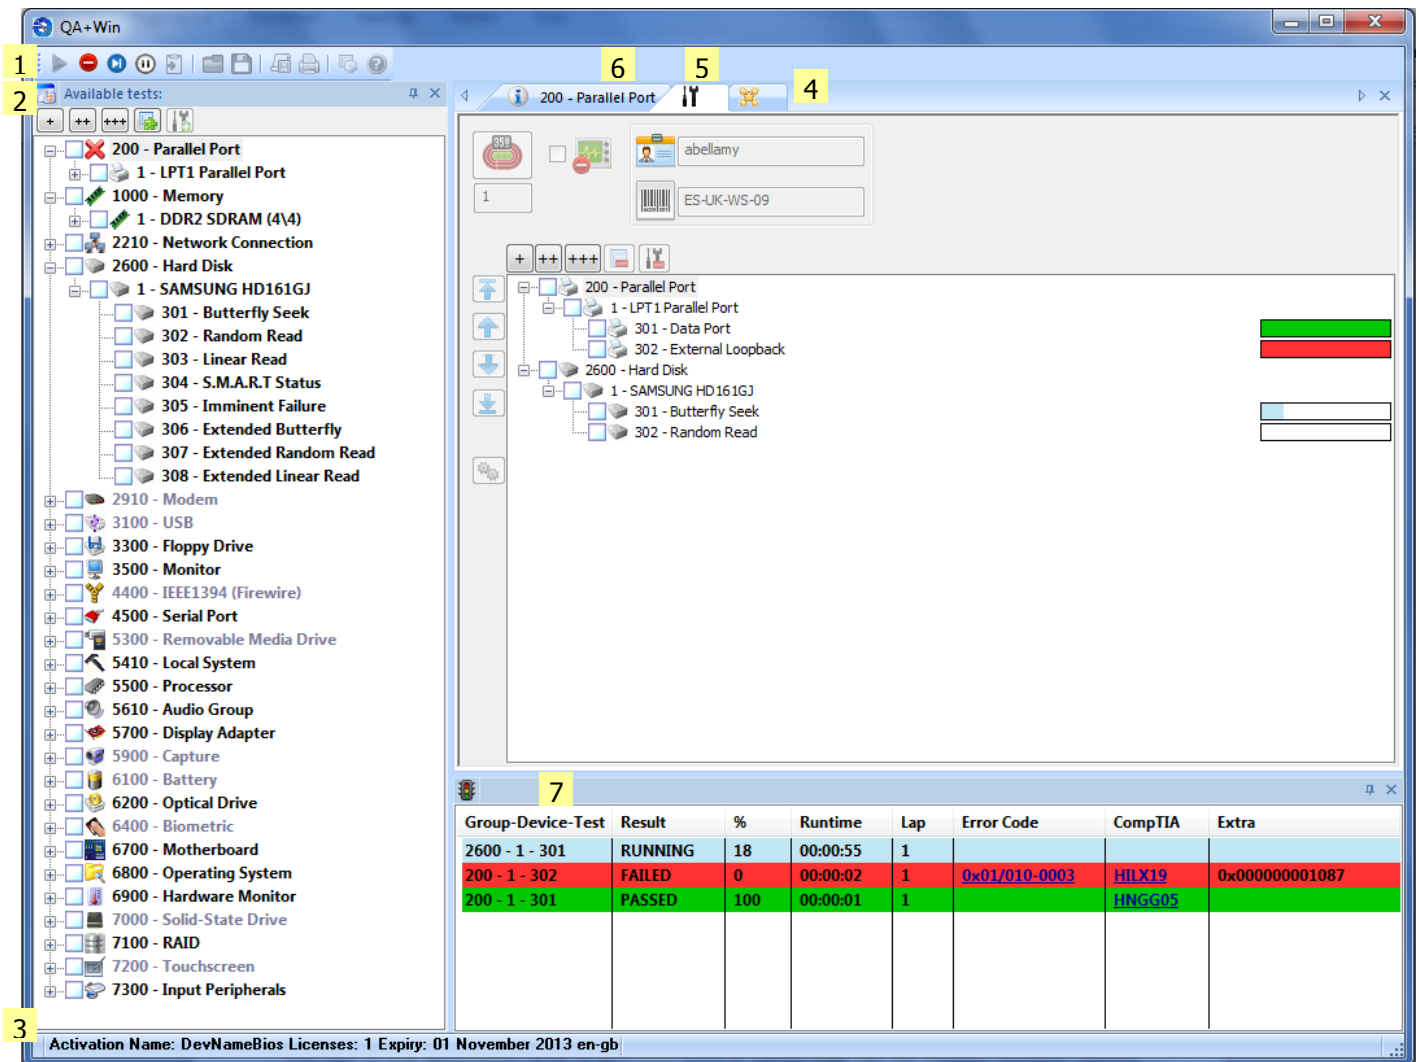 QA+Win
1
2
Available tests:
+ ++ +++
200 - Parallel Port
1 - LPT1 Parallel Port
1000 - Memory
1 - DDR2 SDRAM (4\4)
2210 - Network Connection
2600 - Hard Disk
1 - SAMSUNG HD161GJ
301 - Butterfly Seek
302 - Random Read
303 - Linear Read
304 - S.M.A.R.T Status
305 - Imminent Failure
306 - Extended Butterfly
307 - Extended Random Read
308 - Extended Linear Read
2910 - Modem
3100 - USB
3300 - Floppy Drive
3500 - Monitor
4400 - IEEE1394 (Firewire)
4500 - Serial Port
5300 - Removable Media Drive
5410 - Local System
5500 - Processor
5610 - Audio Group
5700 - Display Adapter
5900 - Capture
6100 - Battery
6200 - Optical Drive
6400 - Biometric
6700 - Motherboard
6800 - Operating System
6900 - Hardware Monitor
7000 - Solid-State Drive
7100 - RAID
7200 - Touchscreen
7300 - Input Peripherals
6 5 4
200 - Parallel Port
358
abellamy
1
ES-UK-WS-09
+ ++ +++
200 - Parallel Port
1 - LPT1 Parallel Port
301 - Data Port
302 - External Loopback
2600 - Hard Disk
1 - SAMSUNG HD161GJ
301 - Butterfly Seek
302 - Random Read
7
Group-Device-Test Result % Runtime Lap Error Code CompTIA Extra
2600 - 1 - 301 RUNNING 18 00:00:55 1
200 - 1 - 302 FAILED 0 00:00:02 1 0x01/010-0003 HILX19 0x000000001087
200 - 1 - 301 PASSED 100 00:00:01 1 HNGG05
3
Activation Name: DevNameBios Licenses: 1 Expiry: 01 November 2013 en-gb